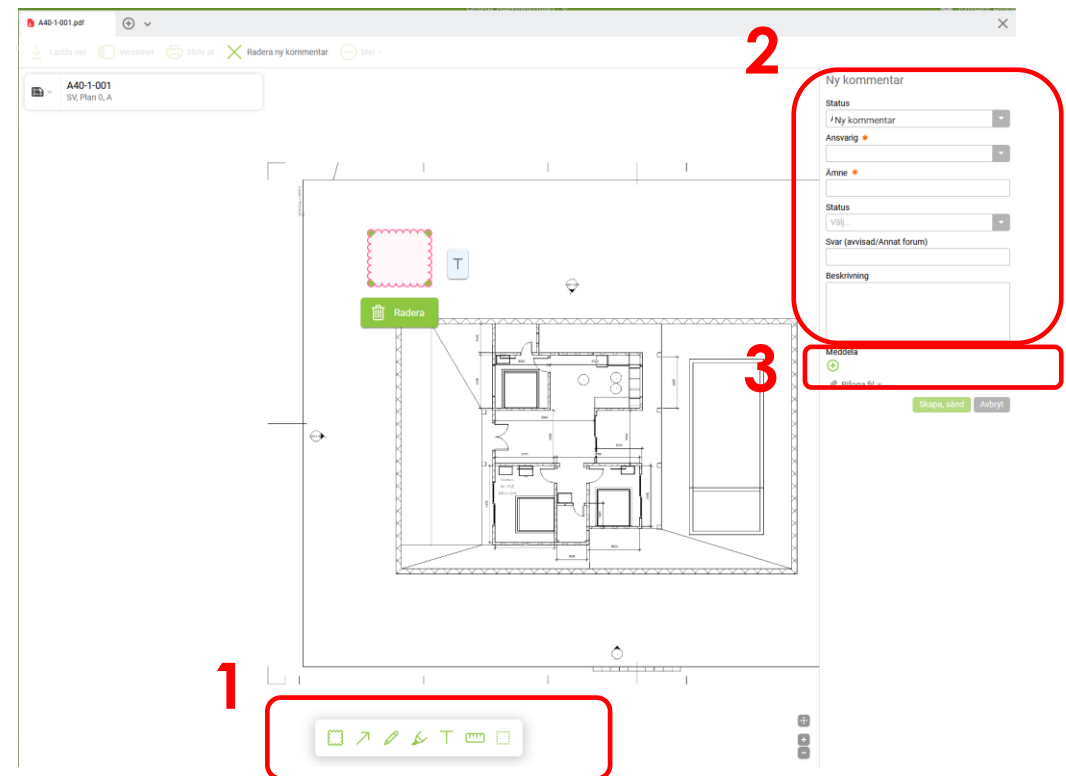 A40-1-001.pdf
Ladda ner Versioner Skriv ut Radera ny kommentar Mer
2
A40-1-001
SV, Plan 0, A
Ny kommentar
Status
Ny kommentar
Ansvarig *
Ämne *
Status
Välj...
Svar (avvisad/Annat forum)
Beskrivning
T
Radera
3
Meddela
Bifoga fil
Skapa, sänd Avbryt
1
T